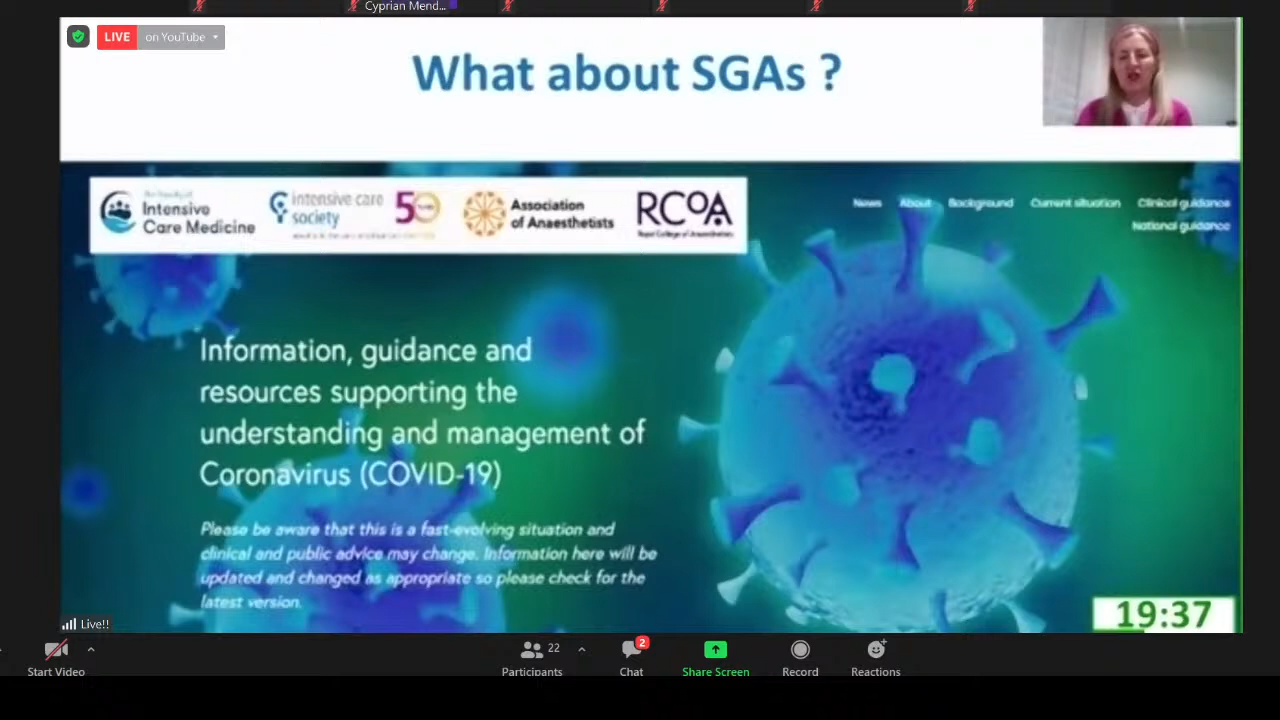 Cyprian Mend...
LIVE on YouTube
What about SGAs ?
Intensive
Care Medicine
intensive care
society
50
Association
of Anaesthetists
RCOA
Royal College of Anaesthetists
News About Background Current situation Clinical guidance
National guidance
Information, guidance and
resources supporting the
understanding and management of
Coronavirus (COVID-19)
Please be aware that this is a fast-evolving situation and
clinical and public advice may change. Information here will be
updated and changed as appropriate so please check for the
latest version.
19:37
Live!!
22
2
Start Video
Participants
Chat
Share Screen
Record
Reactions